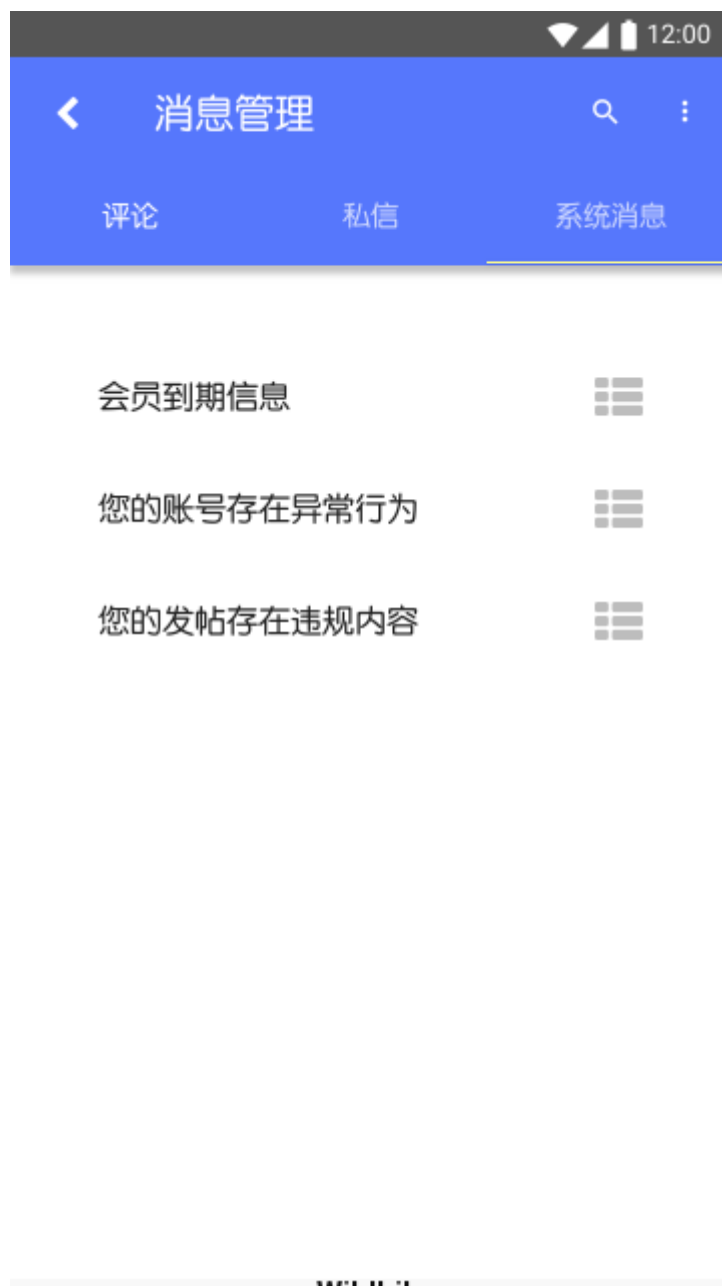 12:00
消息管理
评论 私信 系统消息
会员到期信息
您的账号存在异常行为
您的发帖存在违规内容